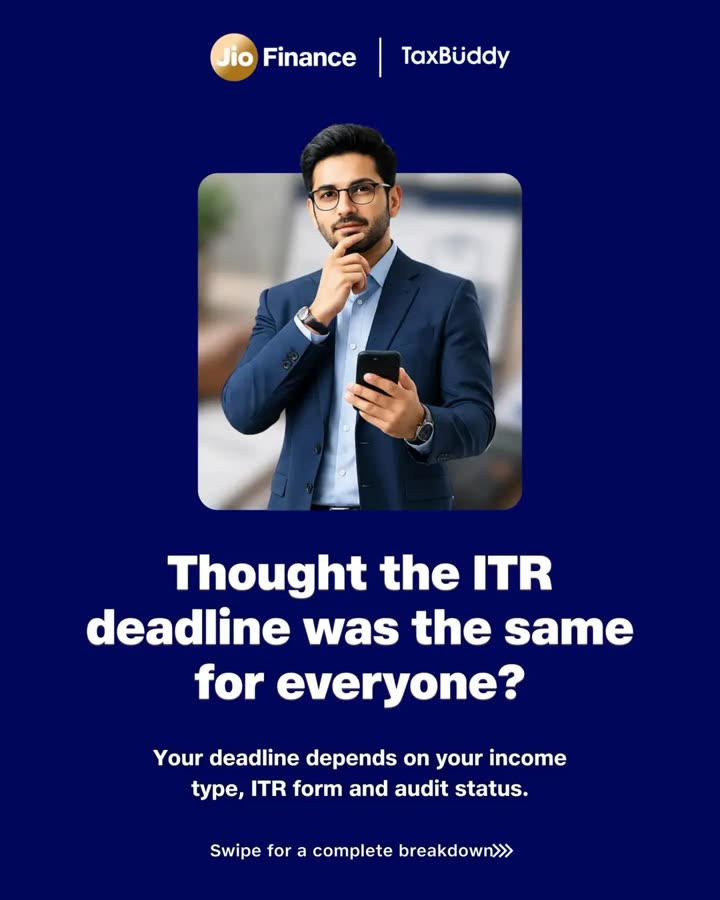 Jio Finance | TaxBuddy
Thought the ITR
deadline was the same
for everyone?
Your deadline depends on your income
type, ITR form and audit status.
Swipe for a complete breakdown>>>